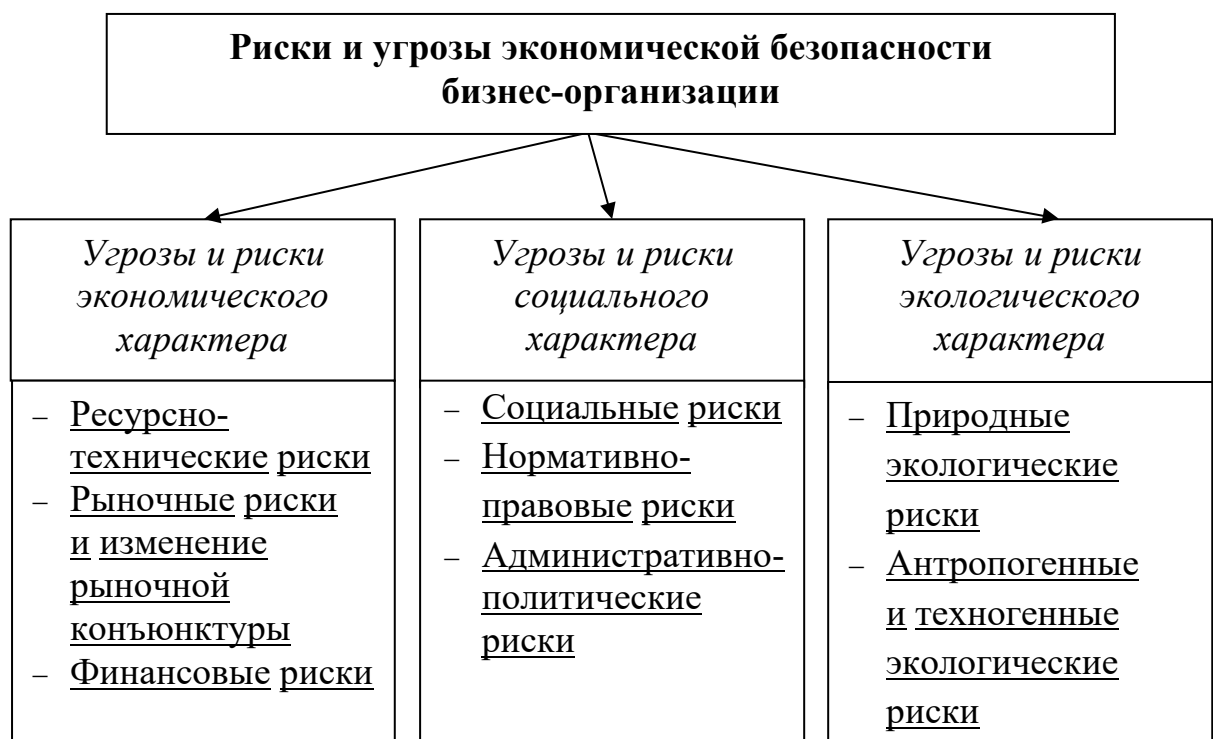 Риски и угрозы экономической безопасности
бизнес-организации
Угрозы и риски
экономического
характера
Угрозы и риски
социального
характера
Угрозы и риски
экологического
характера
– Ресурсно-
технические риски
– Рыночные риски
и изменение
рыночной
конъюнктуры
– Финансовые риски
– Социальные риски
– Нормативно-
правовые риски
– Административно-
политические
риски
– Природные
экологические
риски
– Антропогенные
и техногенные
экологические
риски